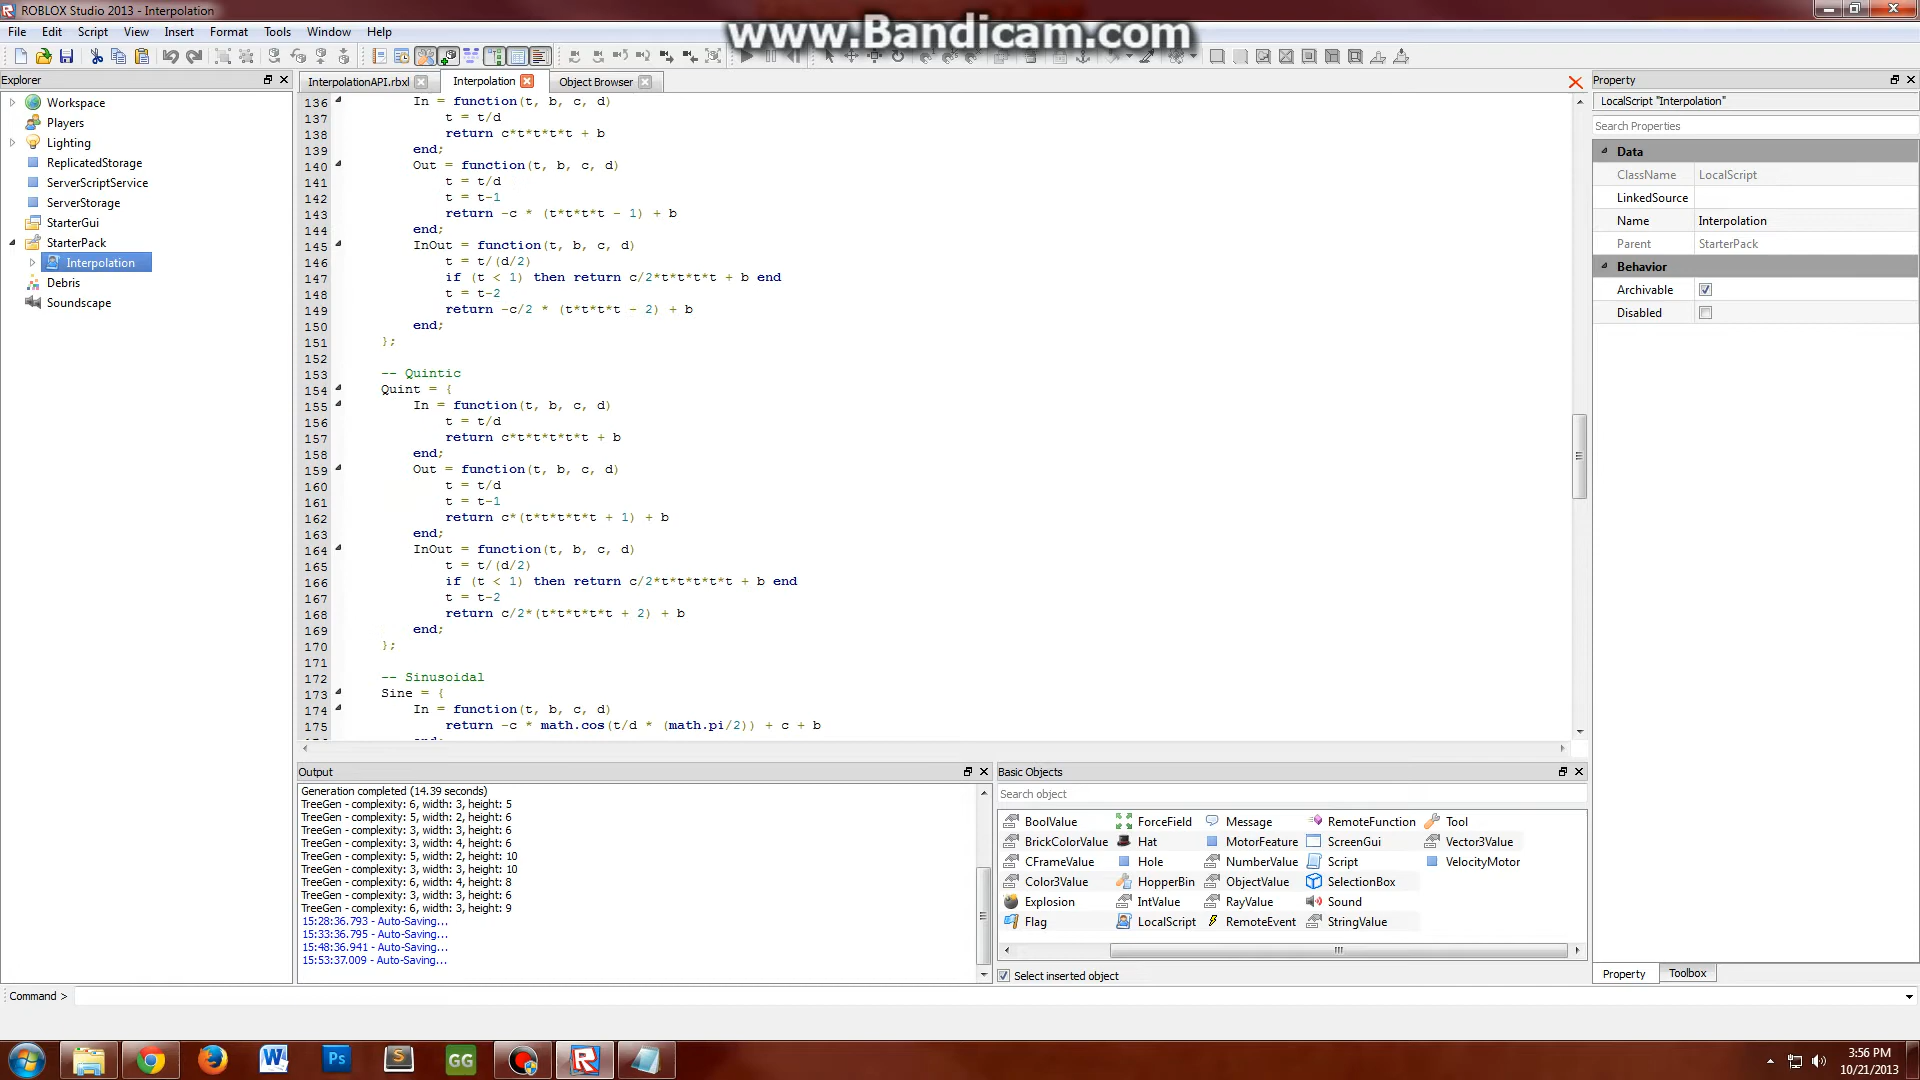 ROBLOX Studio 2013 - Interpolation
www.Bandicam.com
File Edit Script View Insert Format Tools Window Help
Explorer
Workspace
Players
Lighting
ReplicatedStorage
ServerScriptService
ServerStorage
StarterGui
StarterPack
Interpolation
Debris
Soundscape
InterpolationAPI.rbxl Interpolation Object Browser
136 In = function(t, b, c, d)
137 t = t/d
138 return c*t*t*t*t + b
139 end;
140 Out = function(t, b, c, d)
141 t = t/d
142 t = t-1
143 return -c * (t*t*t*t - 1) + b
144 end;
145 InOut = function(t, b, c, d)
146 t = t/(d/2)
147 if (t < 1) then return c/2*t*t*t*t + b end
148 t = t-2
149 return -c/2 * (t*t*t*t - 2) + b
150 end;
151 };
152
153 -- Quintic
154 Quint = {
155 In = function(t, b, c, d)
156 t = t/d
157 return c*t*t*t*t*t + b
158 end;
159 Out = function(t, b, c, d)
160 t = t/d
161 t = t-1
162 return c*(t*t*t*t*t + 1) + b
163 end;
164 InOut = function(t, b, c, d)
165 t = t/(d/2)
166 if (t < 1) then return c/2*t*t*t*t*t + b end
167 t = t-2
168 return c/2*(t*t*t*t*t + 2) + b
169 end;
170 };
171
172 -- Sinusoidal
173 Sine = {
174 In = function(t, b, c, d)
175 return -c * math.cos(t/d * (math.pi/2)) + c + b
Property
LocalScript "Interpolation"
Search Properties
Data
ClassName LocalScript
LinkedSource
Name Interpolation
Parent StarterPack
Behavior
Archivable
Disabled
Property Toolbox
Output
Generation completed (14.39 seconds)
TreeGen - complexity: 6, width: 3, height: 5
TreeGen - complexity: 5, width: 2, height: 6
TreeGen - complexity: 3, width: 3, height: 6
TreeGen - complexity: 3, width: 4, height: 6
TreeGen - complexity: 5, width: 2, height: 10
TreeGen - complexity: 3, width: 3, height: 10
TreeGen - complexity: 6, width: 4, height: 8
TreeGen - complexity: 3, width: 3, height: 6
TreeGen - complexity: 6, width: 3, height: 9
15:28:36.793 - Auto-Saving...
15:33:36.795 - Auto-Saving...
15:48:36.941 - Auto-Saving...
15:53:37.009 - Auto-Saving...
Basic Objects
Search object
BoolValue ForceField Message RemoteFunction Tool
BrickColorValue Hat MotorFeature ScreenGui Vector3Value
CFrameValue Hole NumberValue Script VelocityMotor
Color3Value HopperBin ObjectValue SelectionBox
Explosion IntValue RayValue Sound
Flag LocalScript RemoteEvent StringValue
Select inserted object
Command >
W Ps S GG
3:56 PM
10/21/2013